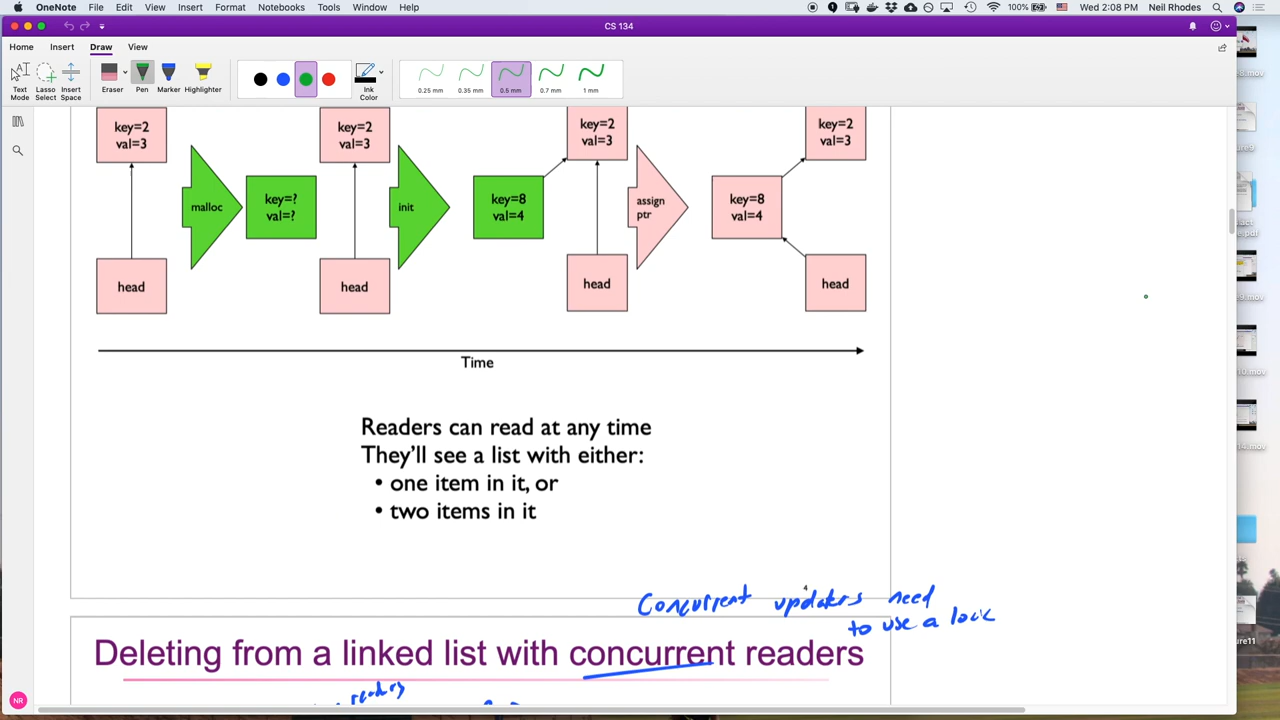 OneNote File Edit View Insert Format Notebooks Tools Window Help 100% Wed 2:08 PM Neil Rhodes
CS 134
Home Insert Draw View
Text Mode
Lasso Select
Insert Space
Eraser
Pen
Marker
Highlighter
Ink Color
0.25 mm
0.35 mm
0.5 mm
0.7 mm
1 mm
key=2
val=3
key=2
val=3
key=2
val=3
key=2
val=3
malloc
key=?
val=?
init
key=8
val=4
assign
ptr
key=8
val=4
head
head
head
head
Time
Readers can read at any time
They'll see a list with either:
• one item in it, or
• two items in it
4
Concurrent updaters need
to use a lock
Deleting from a linked list with concurrent readers
readers
NR